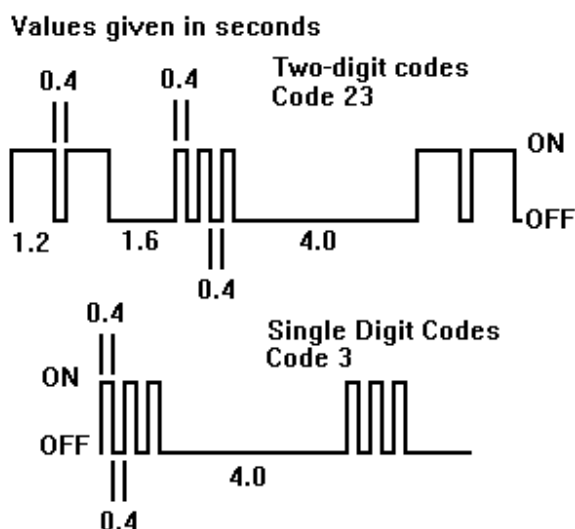 Values given in seconds
0.4 0.4 Two-digit codes
Code 23
ON
OFF
1.2 1.6 4.0
0.4
0.4 Single Digit Codes
Code 3
ON
OFF
4.0
0.4